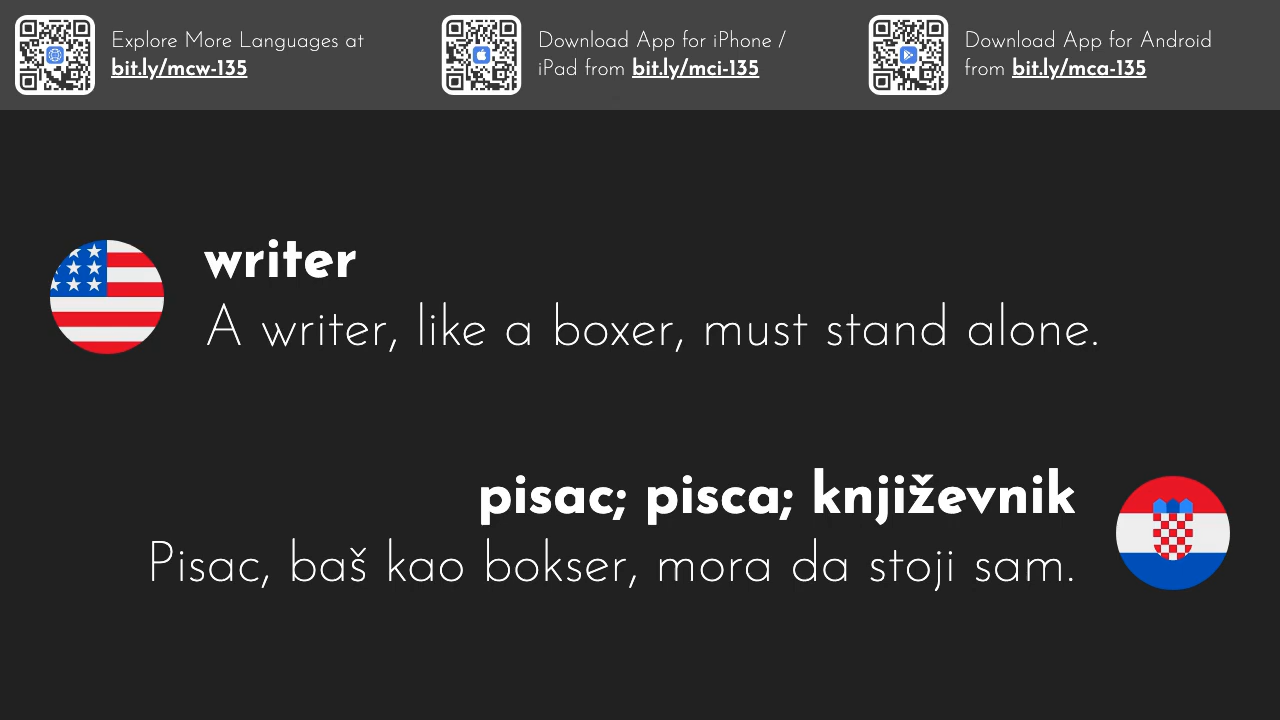 Explore More Languages at
bit.ly/mcw-135
Download App for iPhone /
iPad from bit.ly/mci-135
Download App for Android
from bit.ly/mca-135
writer
A writer, like a boxer, must stand alone.
pisac; pisca; književnik
Pisac, baš kao bokser, mora da stoji sam.